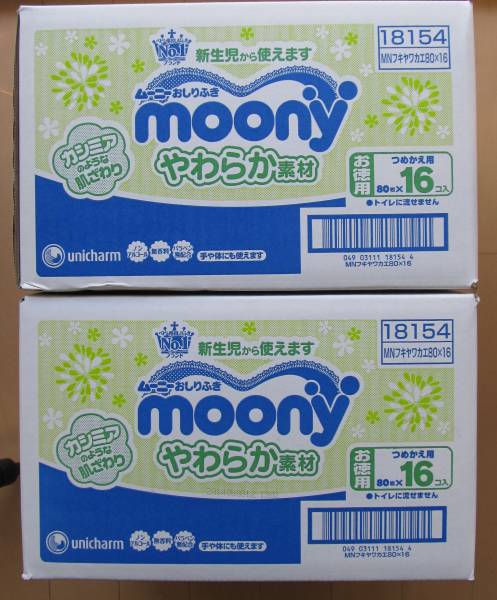 18154
MNフキヤワカエ80×16
No.1
ブランド
新生児から使えます
ムーニーおしりふき
moony
やわらか素材
カシミア
のような
肌ざわり
お徳用
つめかえ用
80枚×16コ入
●トイレに流せません
unicharm
ノンアルコール
無香料
パラベン無配合
手や体にも使えます
049 03111 18154 4
MNフキヤワカエ80×16
18154
MNフキヤワカエ80×16
No.1
ブランド
新生児から使えます
ムーニーおしりふき
moony
やわらか素材
カシミア
のような
肌ざわり
お徳用
つめかえ用
80枚×16コ入
●トイレに流せません
unicharm
ノンアルコール
無香料
パラベン無配合
手や体にも使えます
049 03111 18154 4
MNフキヤワカエ80×16